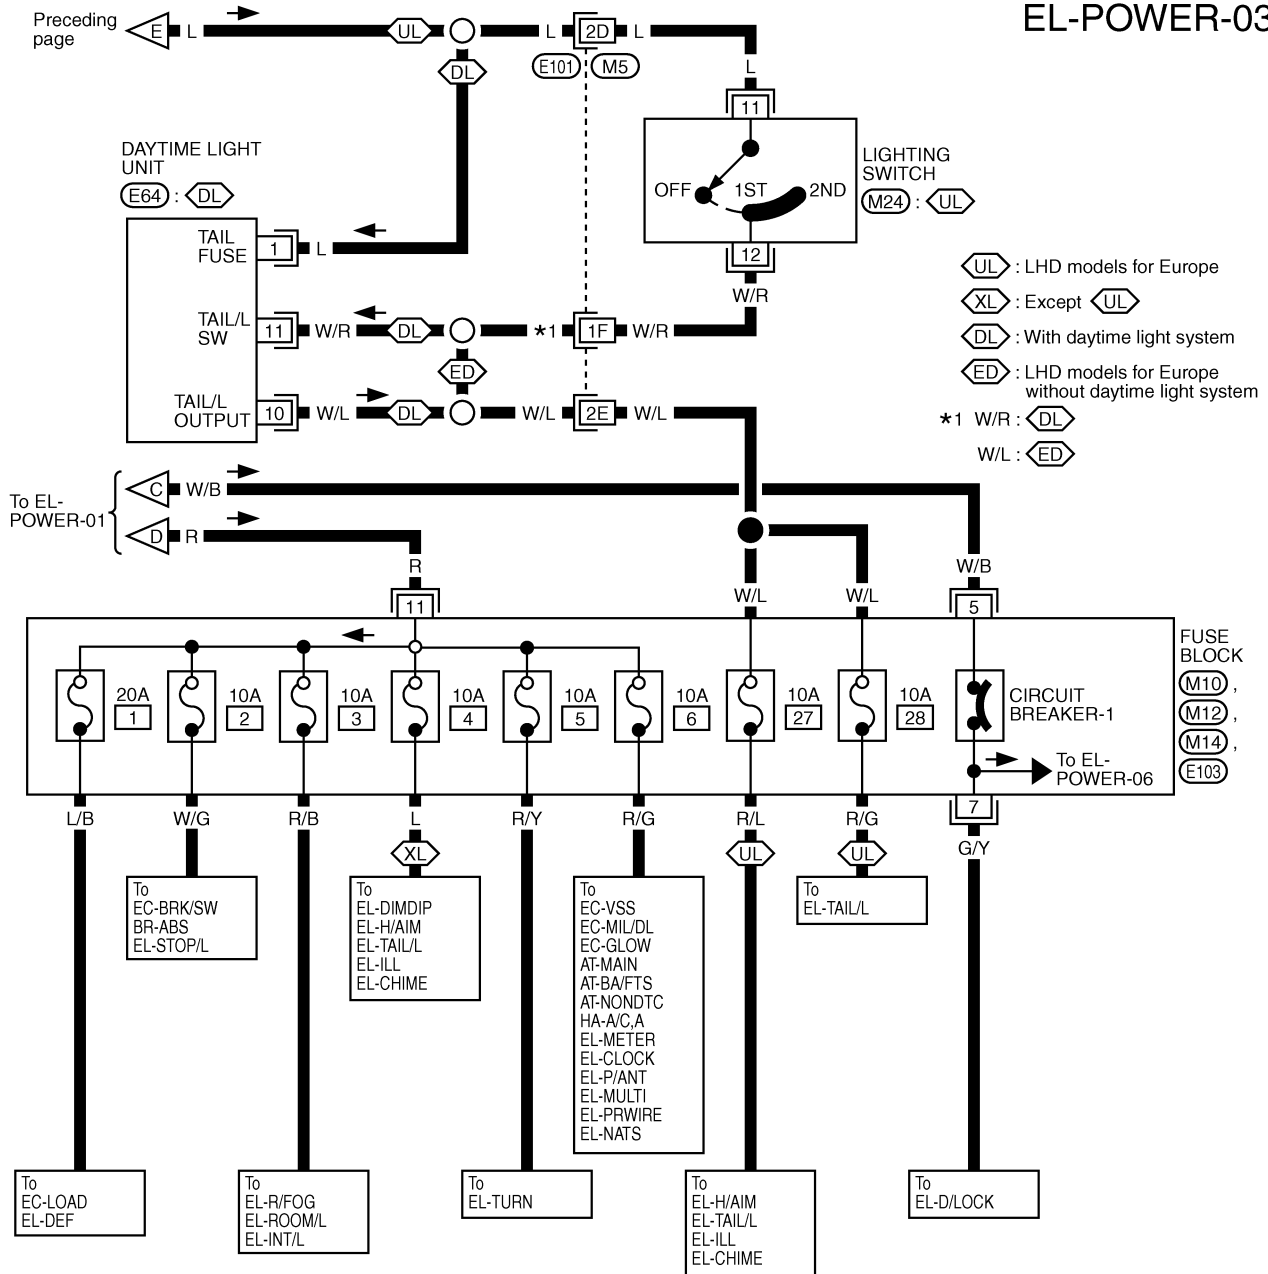 EL-POWER-03
Preceding
page
E
L
UL
L
2D
L
DL
E101
M5
L
11
DAYTIME LIGHT
UNIT
E64 : DL
LIGHTING
SWITCH
M24 : UL
OFF
1ST
2ND
12
W/R
TAIL
FUSE
1
L
TAIL/L
SW
11
W/R
DL
*1
1F
W/R
ED
TAIL/L
OUTPUT
10
W/L
DL
W/L
2E
W/L
UL : LHD models for Europe
XL : Except UL
DL : With daytime light system
ED : LHD models for Europe
without daytime light system
*1 W/R : DL
W/L : ED
To EL-
POWER-01
C
W/B
D
R
R
11
W/L
W/L
W/B
5
FUSE
BLOCK
M10 ,
M12 ,
M14 ,
E103
20A
1
10A
2
10A
3
10A
4
10A
5
10A
6
10A
27
10A
28
CIRCUIT
BREAKER-1
To EL-
POWER-06
7
L/B
W/G
R/B
L
R/Y
R/G
R/L
R/G
G/Y
XL
UL
UL
To
EC-BRK/SW
BR-ABS
EL-STOP/L
To
EL-DIMDIP
EL-H/AIM
EL-TAIL/L
EL-ILL
EL-CHIME
To
EC-VSS
EC-MIL/DL
EC-GLOW
AT-MAIN
AT-BA/FTS
AT-NONDTC
HA-A/C,A
EL-METER
EL-CLOCK
EL-P/ANT
EL-MULTI
EL-PRWIRE
EL-NATS
To
EL-TAIL/L
To
EC-LOAD
EL-DEF
To
EL-R/FOG
EL-ROOM/L
EL-INT/L
To
EL-TURN
To
EL-H/AIM
EL-TAIL/L
EL-ILL
EL-CHIME
To
EL-D/LOCK